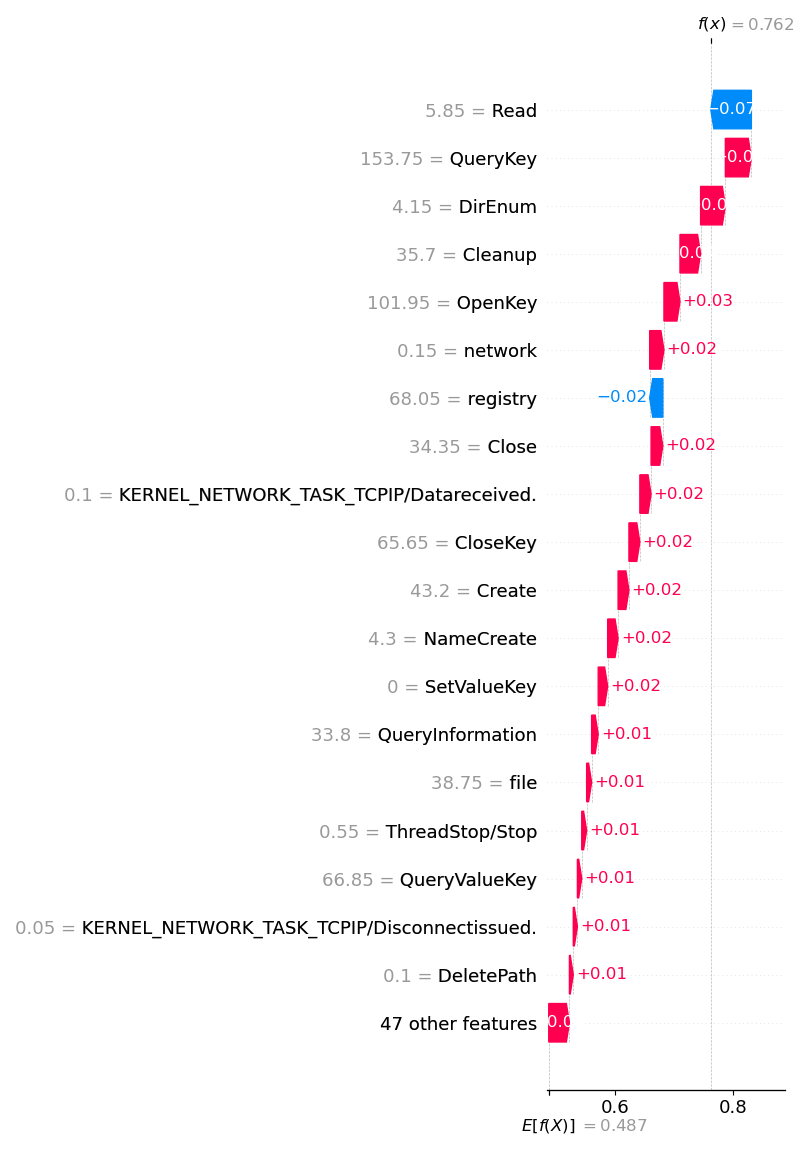 f(x) = 0.762
5.85 = Read −0.07
153.75 = QueryKey
4.15 = DirEnum
35.7 = Cleanup
101.95 = OpenKey +0.03
0.15 = network +0.02
68.05 = registry −0.02
34.35 = Close +0.02
0.1 = KERNEL_NETWORK_TASK_TCPIP/Datareceived. +0.02
65.65 = CloseKey +0.02
43.2 = Create +0.02
4.3 = NameCreate +0.02
0 = SetValueKey +0.02
33.8 = QueryInformation +0.01
38.75 = file +0.01
0.55 = ThreadStop/Stop +0.01
66.85 = QueryValueKey +0.01
0.05 = KERNEL_NETWORK_TASK_TCPIP/Disconnectissued. +0.01
0.1 = DeletePath +0.01
47 other features
0.6 0.8
E[f(X)] = 0.487